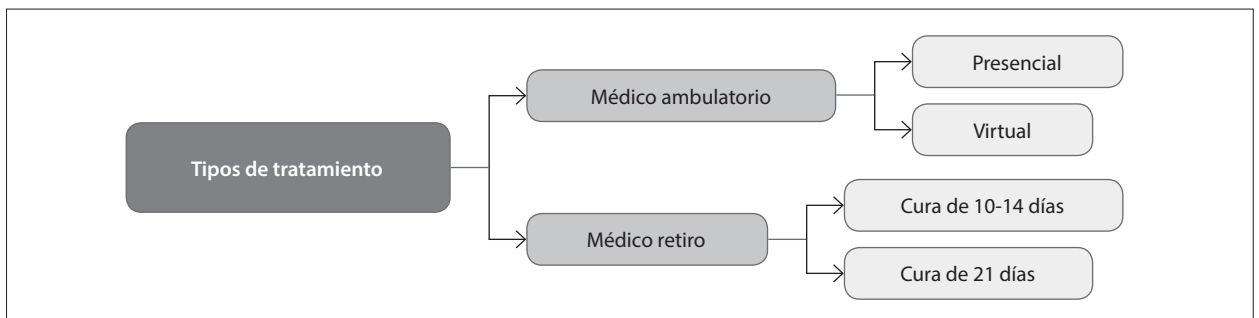 Tipos de tratamiento
Médico ambulatorio
Presencial
Virtual
Médico retiro
Cura de 10-14 días
Cura de 21 días